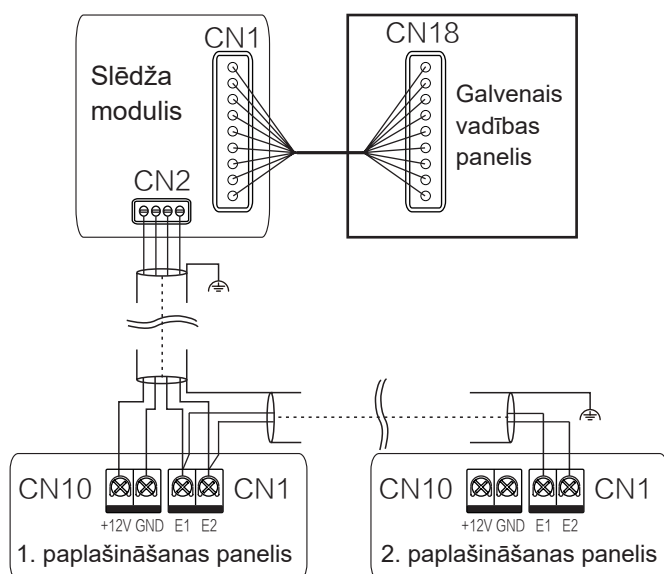 CN1
CN18
Slēdža
modulis
Galvenais
vadības
panelis
CN2
CN10
CN1
+12V GND E1 E2
1. paplašināšanas panelis
CN10
CN1
+12V GND E1 E2
2. paplašināšanas panelis